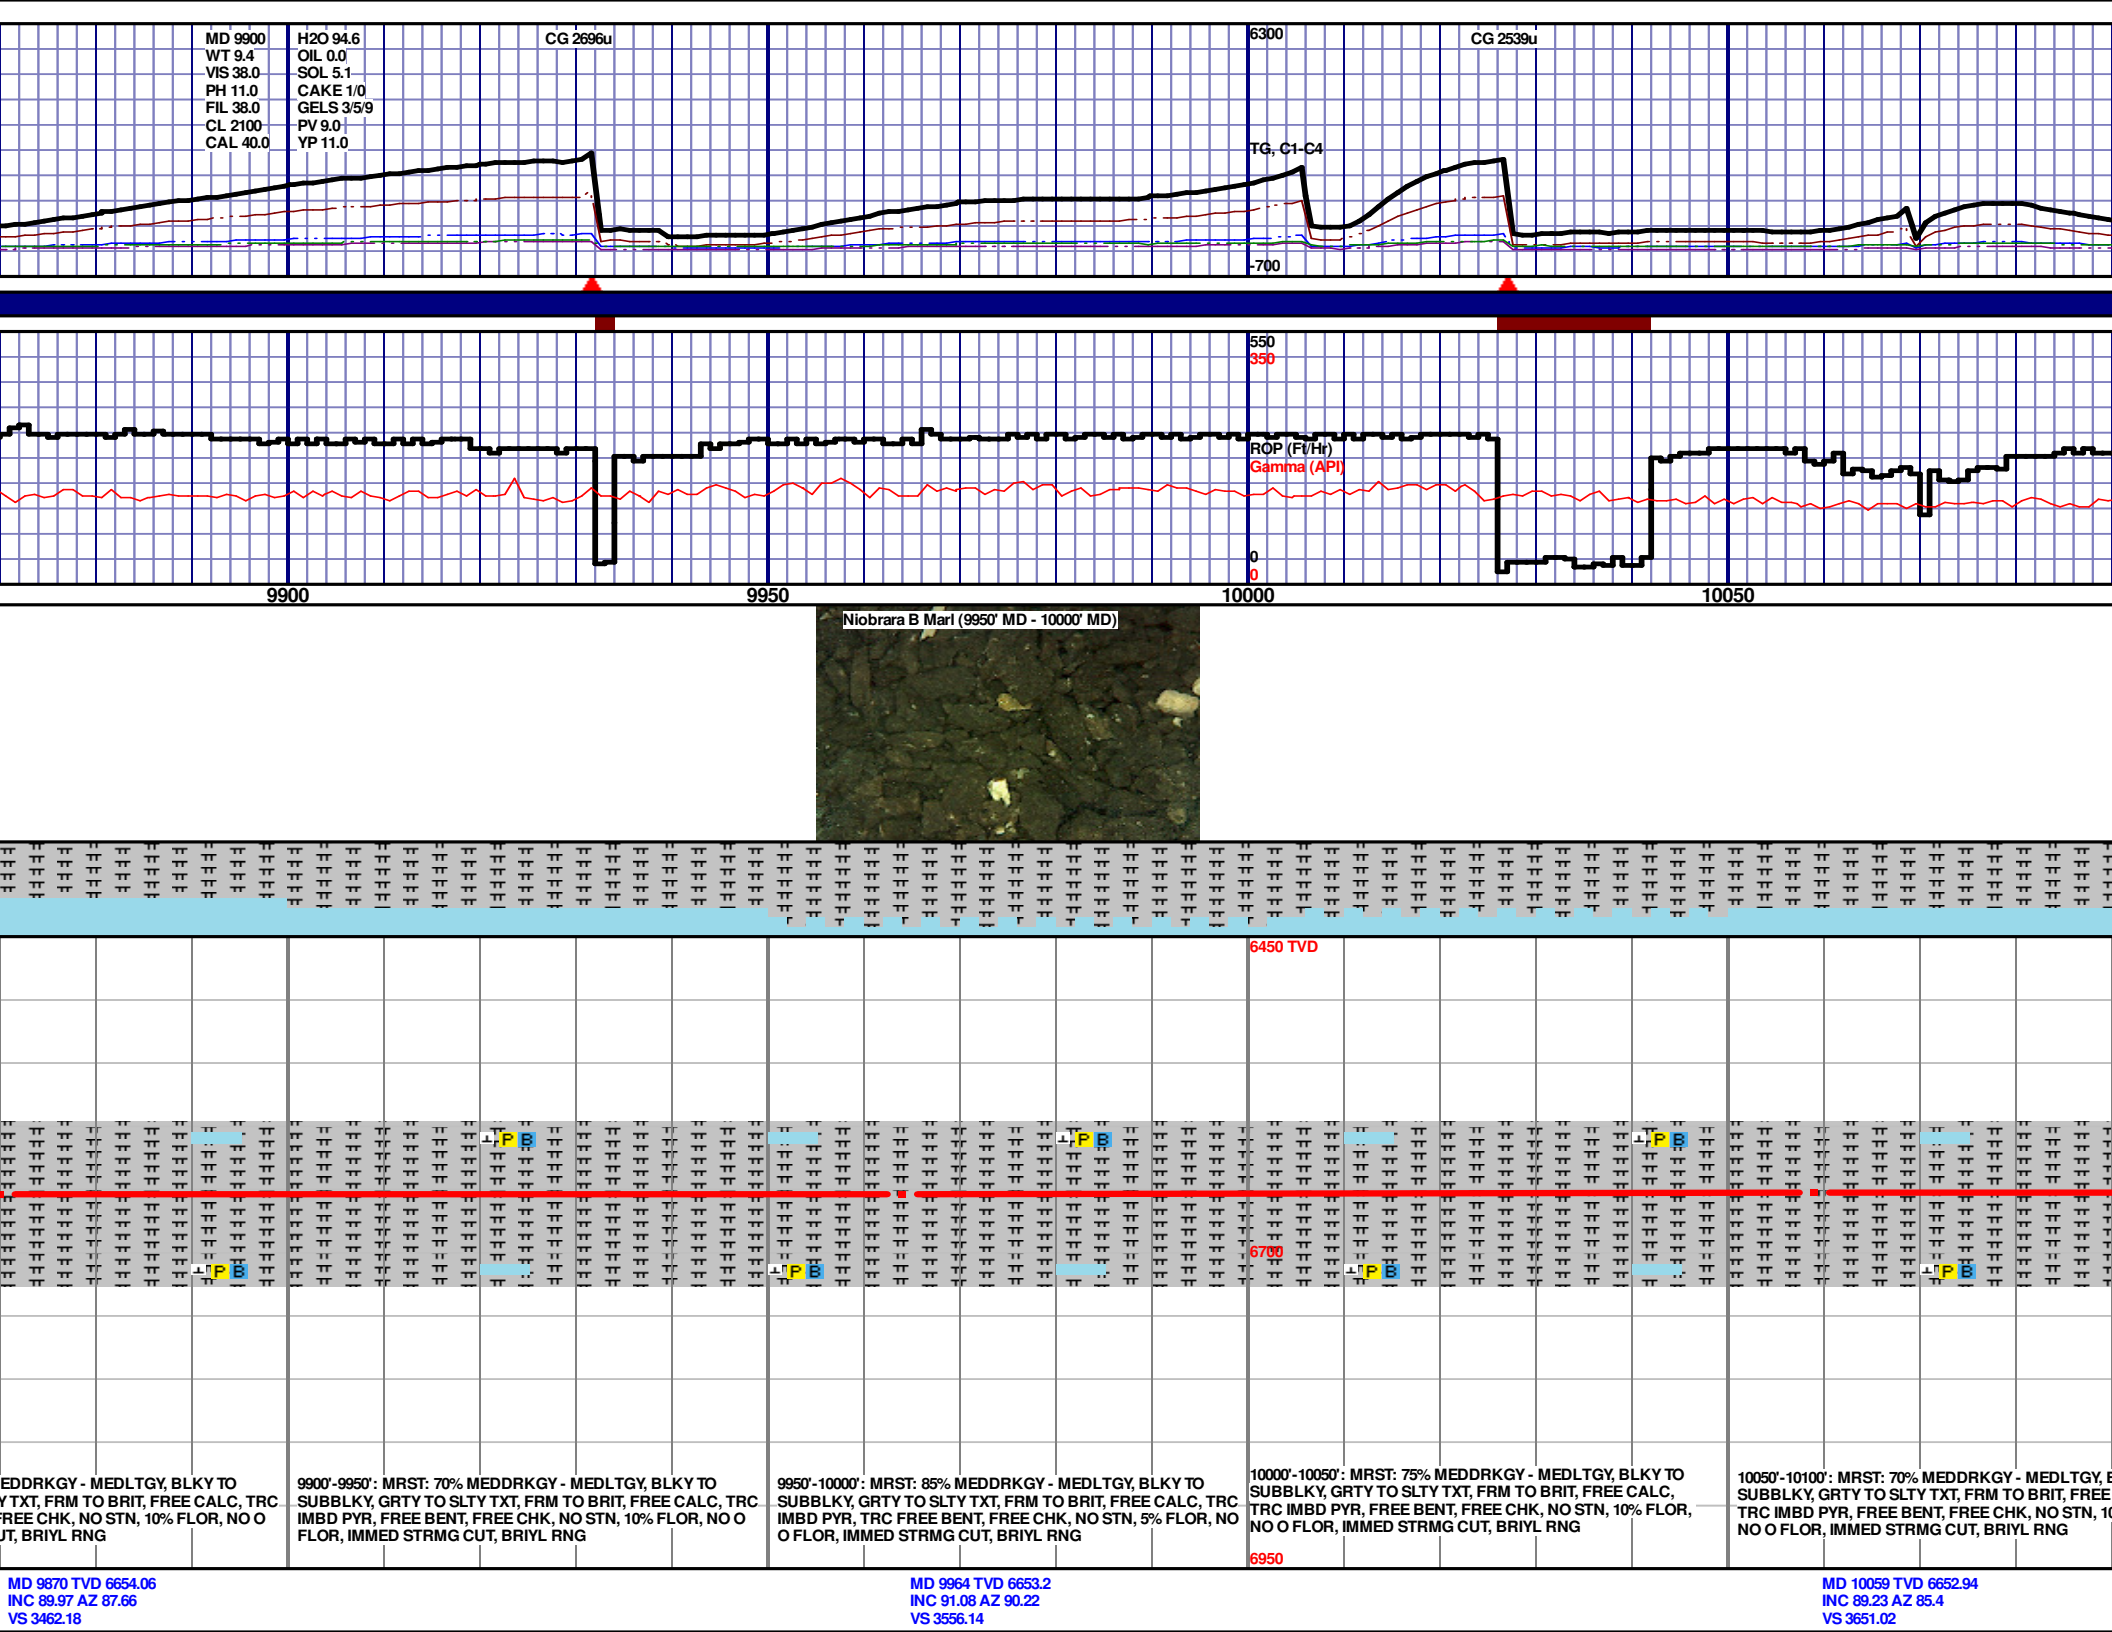 MD 9900 H2O 94.6
WT 9.4 OIL 0.0
VIS 38.0 SOL 5.1
PH 11.0 CAKE 1/0
FIL 38.0 GELS 3/5/9
CL 2100 PV 9.0
CAL 40.0 YP 11.0
CG 2696u
6300
CG 2539u
TG, C1-C4
-700
550
350
ROP (Ft/Hr)
Gamma (API)
0
0
9900 9950 10000 10050
Niobrara B Marl (9950' MD - 10000' MD)
6450 TVD
P B
P B
P B
6700
P B
P B
P B
P B
EDDRKGY - MEDLTGY, BLKY TO
Y TXT, FRM TO BRIT, FREE CALC, TRC
FREE CHK, NO STN, 10% FLOR, NO O
UT, BRIYL RNG
9900'-9950': MRST: 70% MEDDRKGY - MEDLTGY, BLKY TO
SUBBLKY, GRTY TO SLTY TXT, FRM TO BRIT, FREE CALC, TRC
IMBD PYR, FREE BENT, FREE CHK, NO STN, 10% FLOR, NO O
FLOR, IMMED STRMG CUT, BRIYL RNG
9950'-10000': MRST: 85% MEDDRKGY - MEDLTGY, BLKY TO
SUBBLKY, GRTY TO SLTY TXT, FRM TO BRIT, FREE CALC, TRC
IMBD PYR, TRC FREE BENT, FREE CHK, NO STN, 5% FLOR, NO
O FLOR, IMMED STRMG CUT, BRIYL RNG
10000'-10050': MRST: 75% MEDDRKGY - MEDLTGY, BLKY TO
SUBBLKY, GRTY TO SLTY TXT, FRM TO BRIT, FREE CALC,
TRC IMBD PYR, FREE BENT, FREE CHK, NO STN, 10% FLOR,
NO O FLOR, IMMED STRMG CUT, BRIYL RNG
10050'-10100': MRST: 70% MEDDRKGY - MEDLTGY, B
SUBBLKY, GRTY TO SLTY TXT, FRM TO BRIT, FREE
TRC IMBD PYR, FREE BENT, FREE CHK, NO STN, 10
NO O FLOR, IMMED STRMG CUT, BRIYL RNG
6950
MD 9870 TVD 6654.06
INC 89.97 AZ 87.66
VS 3462.18
MD 9964 TVD 6653.2
INC 91.08 AZ 90.22
VS 3556.14
MD 10059 TVD 6652.94
INC 89.23 AZ 85.4
VS 3651.02